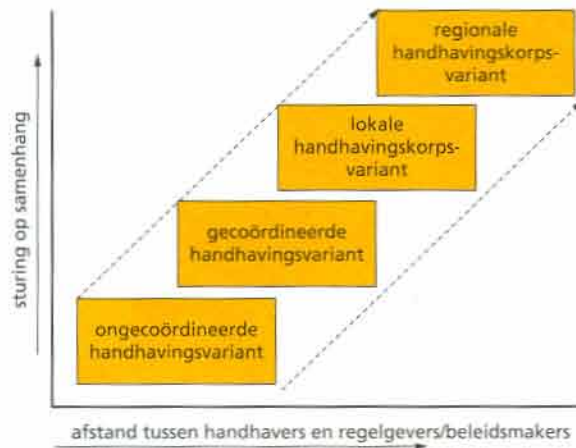 regionale
handhavingskorps-
variant
lokale
handhavingskorps-
variant
gecoördineerde
handhavingsvariant
ongecoördineerde
handhavingsvariant
sturing op samenhang
afstand tussen handhavers en regelgevers/beleidsmakers